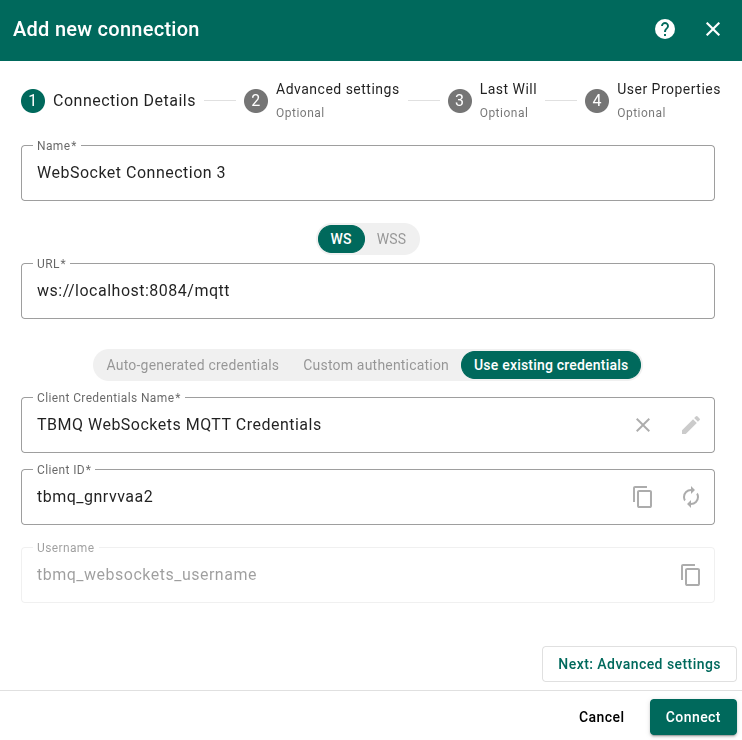 Add new connection
1 Connection Details
2 Advanced settings
Optional
3 Last Will
Optional
4 User Properties
Optional
Name*
WebSocket Connection 3
WS WSS
URL*
ws://localhost:8084/mqtt
Auto-generated credentials Custom authentication Use existing credentials
Client Credentials Name*
TBMQ WebSockets MQTT Credentials
Client ID*
tbmq_gnrvvaa2
Username
tbmq_websockets_username
Next: Advanced settings
Cancel Connect